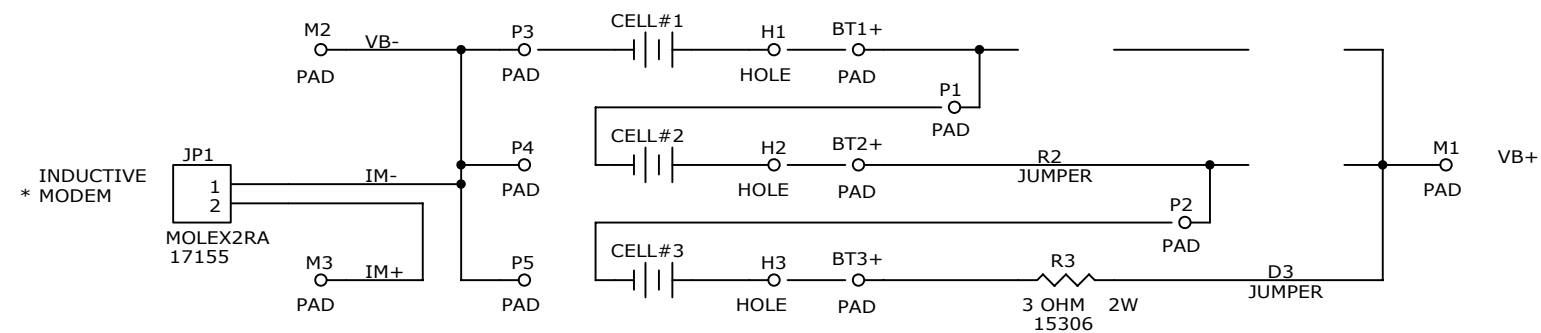 CELL#1
M2
VB-
P3
H1
BT1+
PAD
PAD
HOLE
PAD
P1
PAD
CELL#2
JP1
P4
H2
BT2+
R2
M1
VB+
INDUCTIVE
* MODEM
1
IM-
PAD
HOLE
PAD
JUMPER
PAD
2
P2
MOLEX2RA
17155
PAD
CELL#3
M3
IM+
P5
H3
BT3+
R3
D3
PAD
PAD
HOLE
PAD
3 OHM 2W
JUMPER
15306